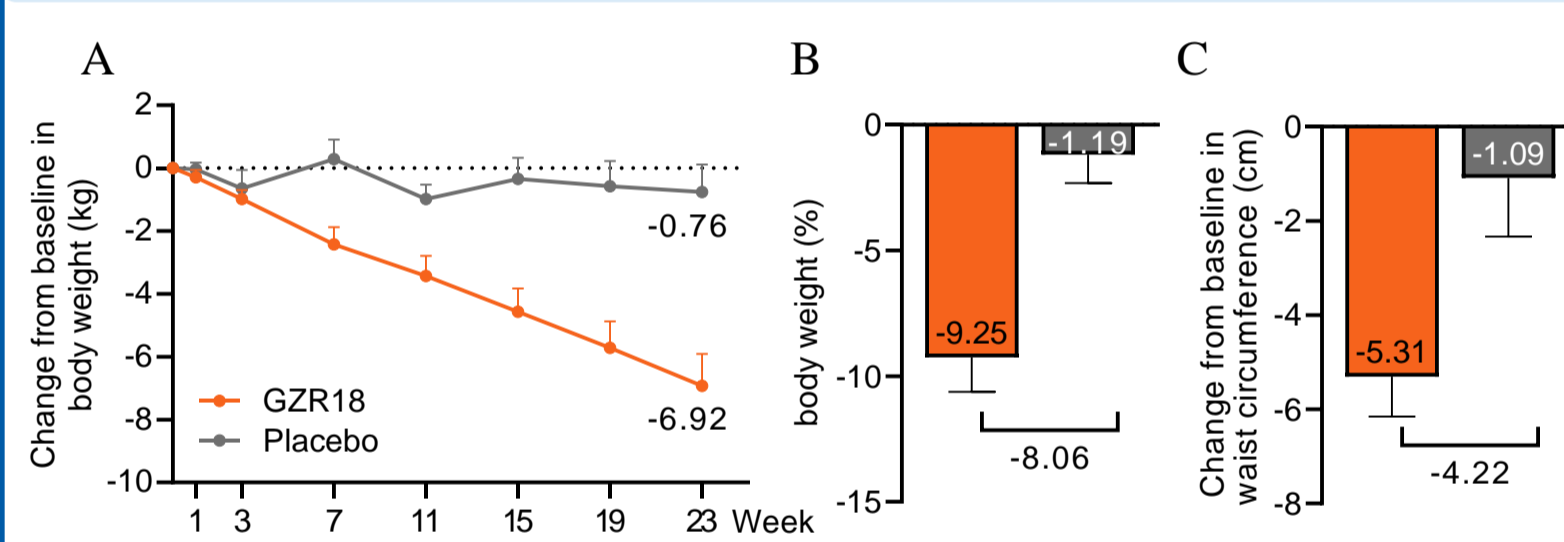 A
Change from baseline in
body weight (kg)
2
0
-2
-4
-6
-8
-10
-0.76
-6.92
GZR18
Placebo
1 3 7 11 15 19 23 Week
B
body weight (%)
0
-5
-10
-15
-9.25
-1.19
-8.06
C
Change from baseline in
waist circumference (cm)
0
-2
-4
-6
-8
-5.31
-1.09
-4.22